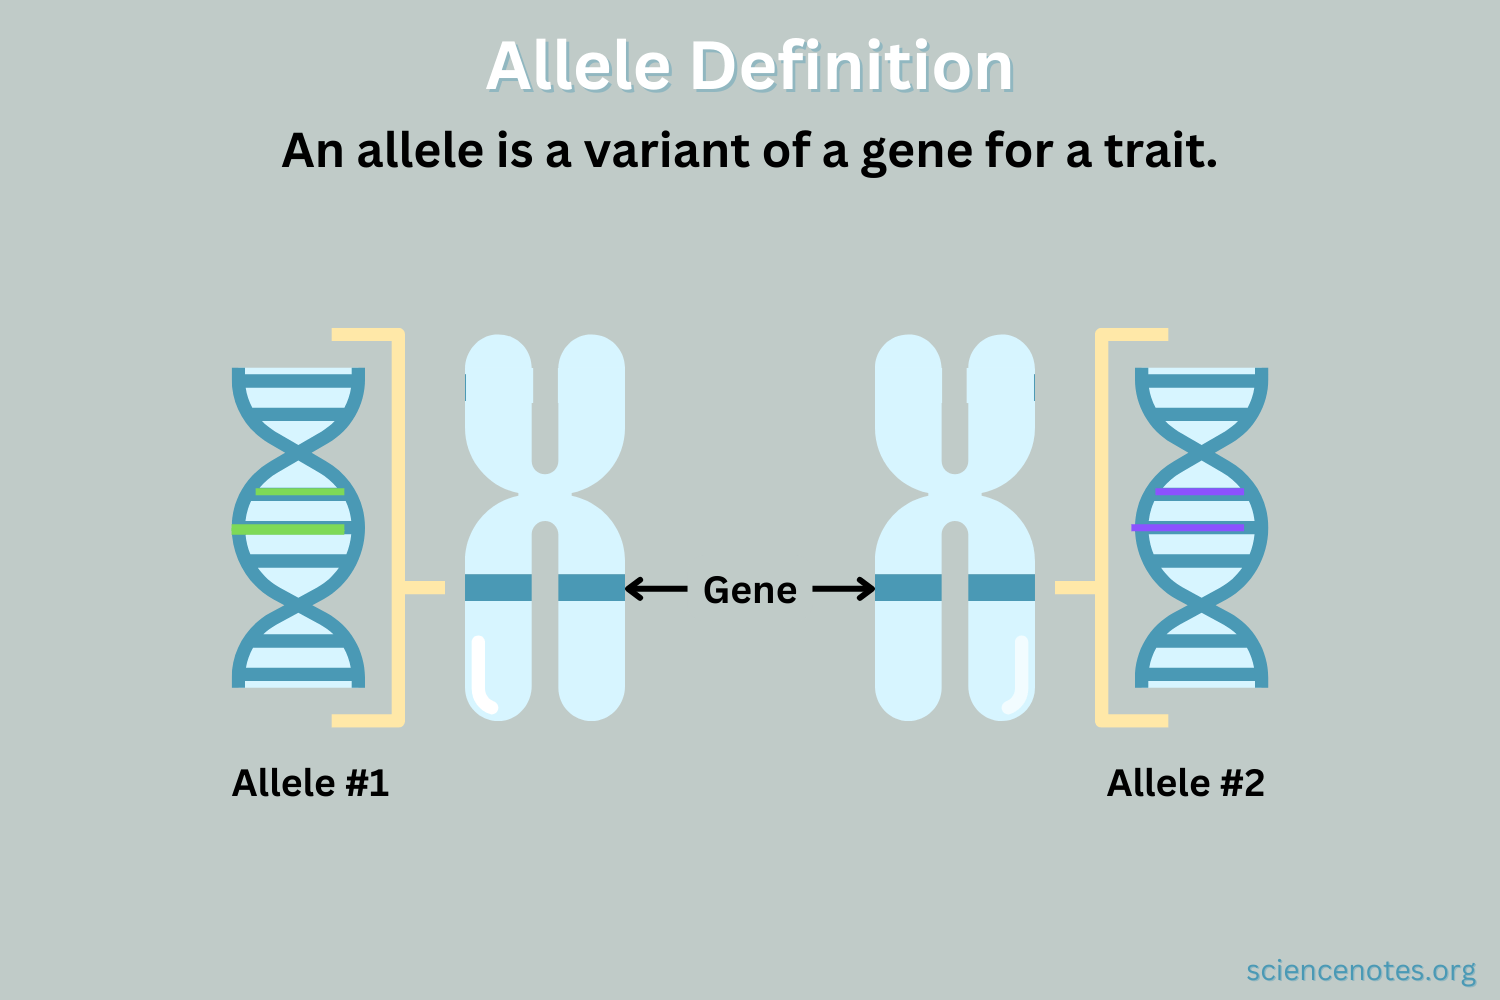 Allele Definition
An allele is a variant of a gene for a trait.
Gene
Allele #1
Allele #2
sciencenotes.org